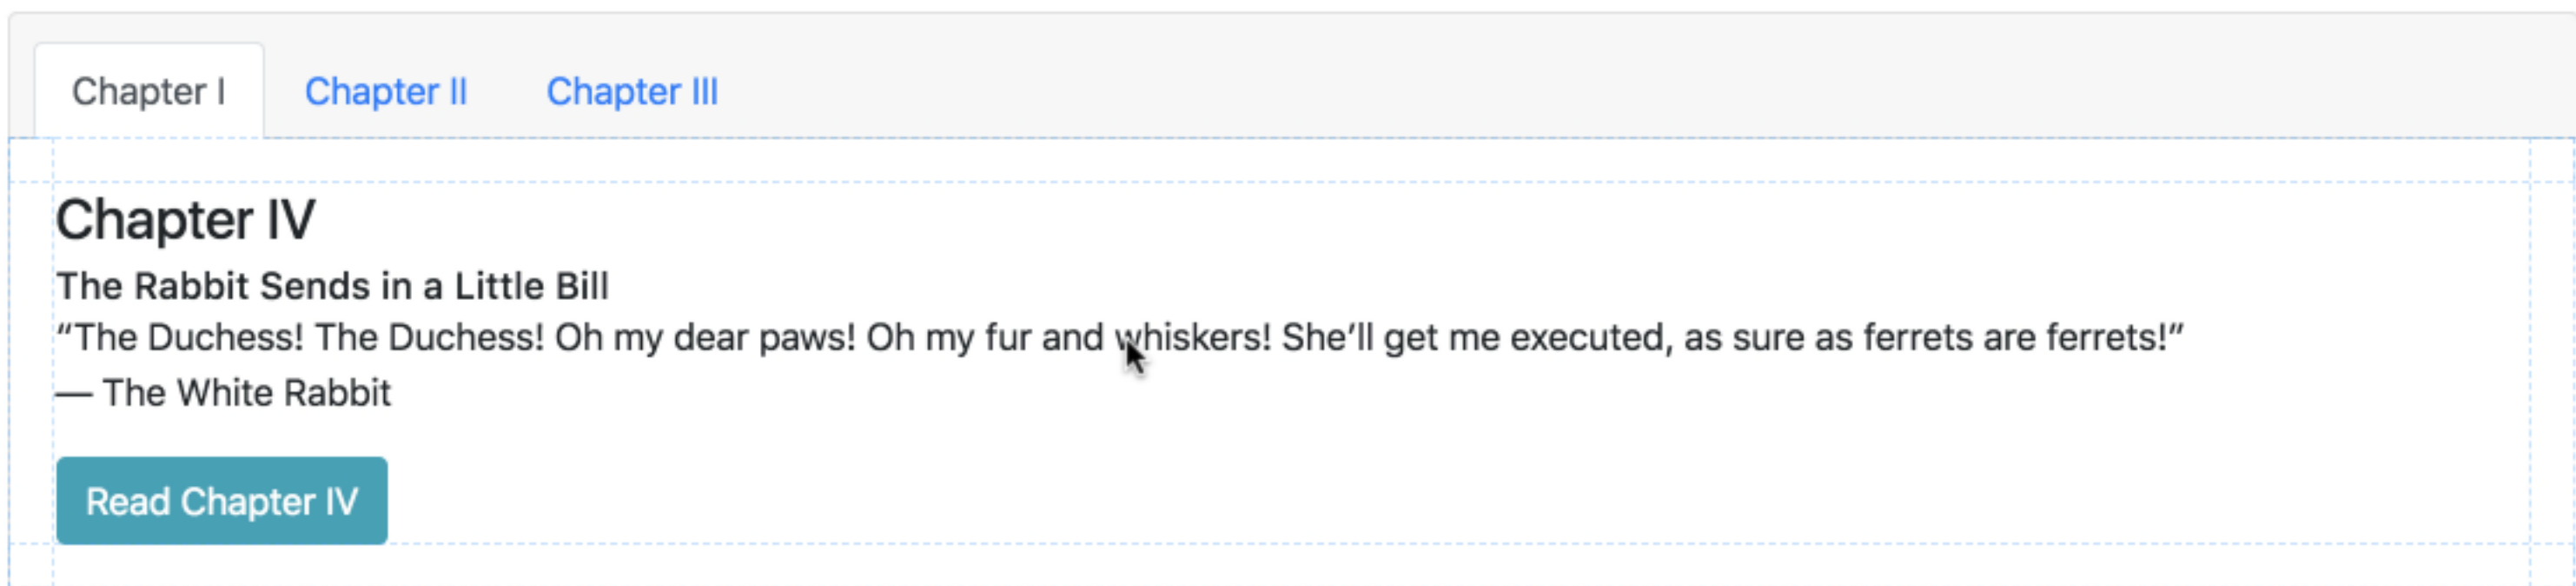 Chapter I
Chapter II
Chapter III
Chapter IV
The Rabbit Sends in a Little Bill
“The Duchess! The Duchess! Oh my dear paws! Oh my fur and whiskers! She’ll get me executed, as sure as ferrets are ferrets!”
— The White Rabbit
Read Chapter IV